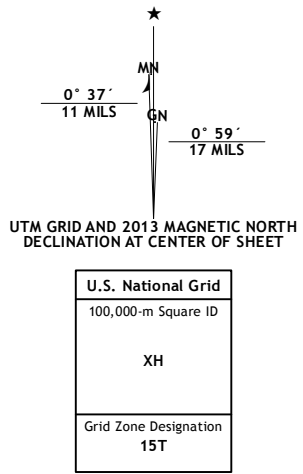 ★
MN
0° 37´
11 MILS
GN
0° 59´
17 MILS
UTM GRID AND 2013 MAGNETIC NORTH
DECLINATION AT CENTER OF SHEET
U.S. National Grid
100,000-m Square ID
XH
Grid Zone Designation
15T